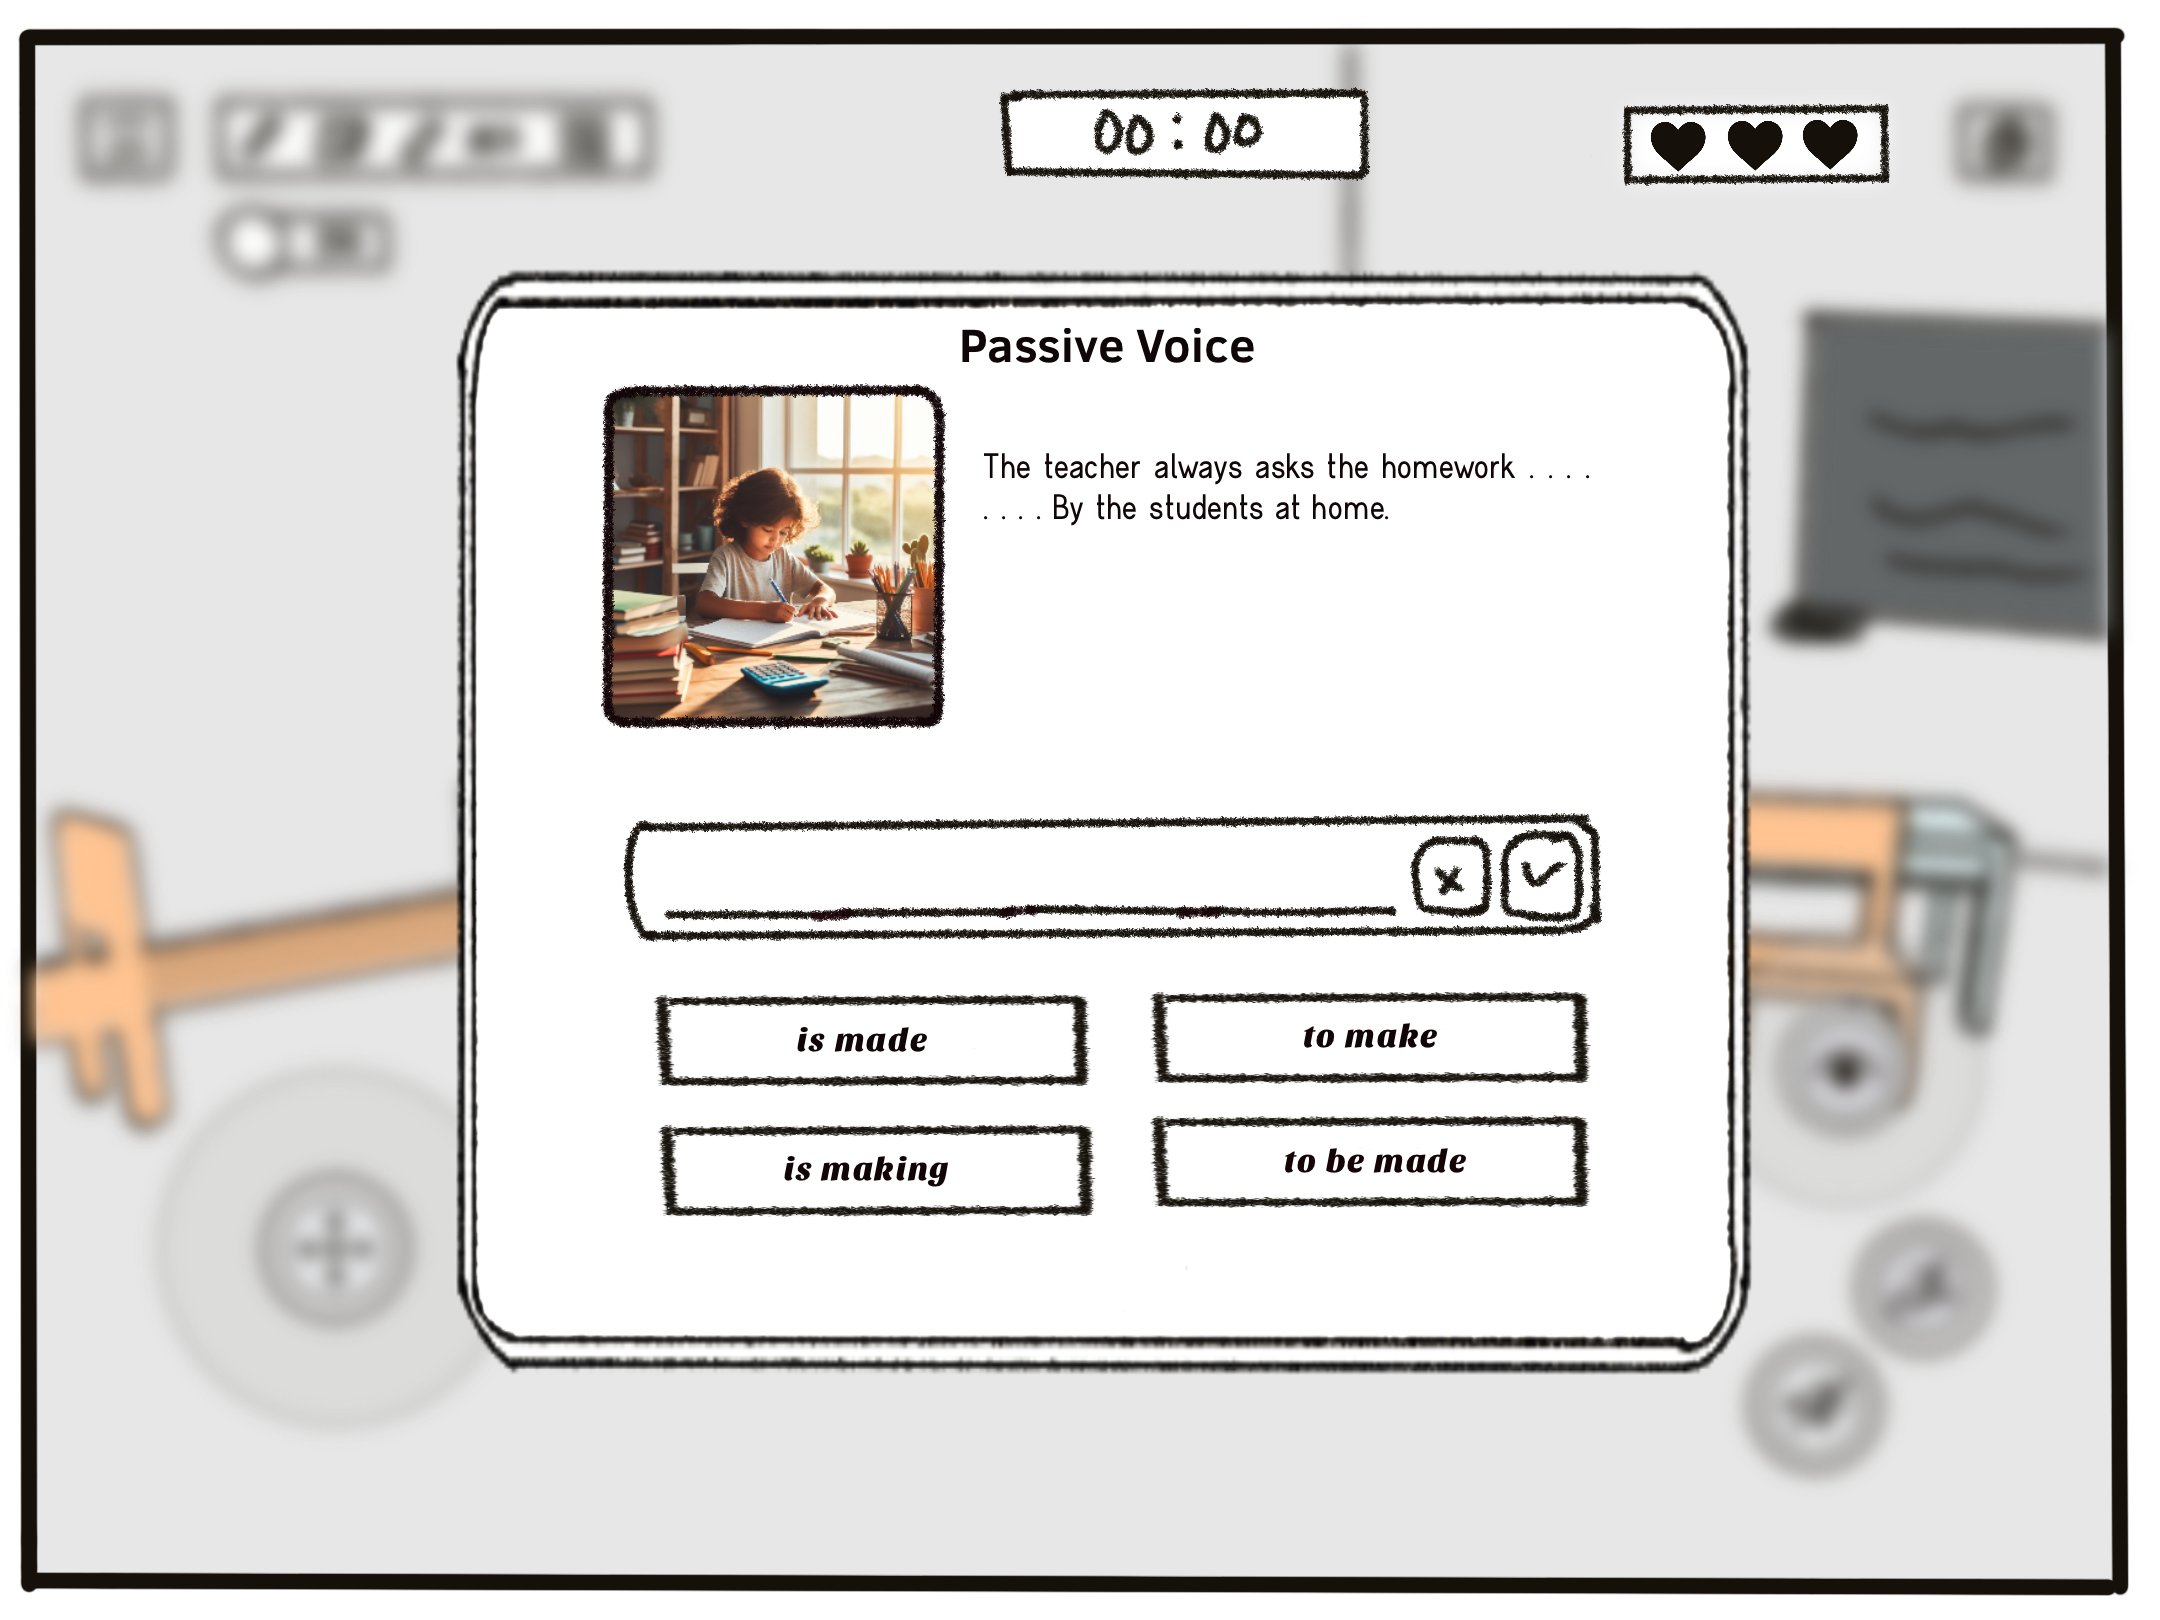 00 : 00
Passive Voice
The teacher always asks the homework . . . .
. . . . By the students at home.
is made
to make
is making
to be made